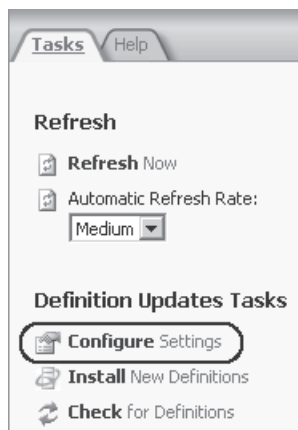 Tasks Help
Refresh
Refresh Now
Automatic Refresh Rate:
Medium
Definition Updates Tasks
Configure Settings
Install New Definitions
Check for Definitions